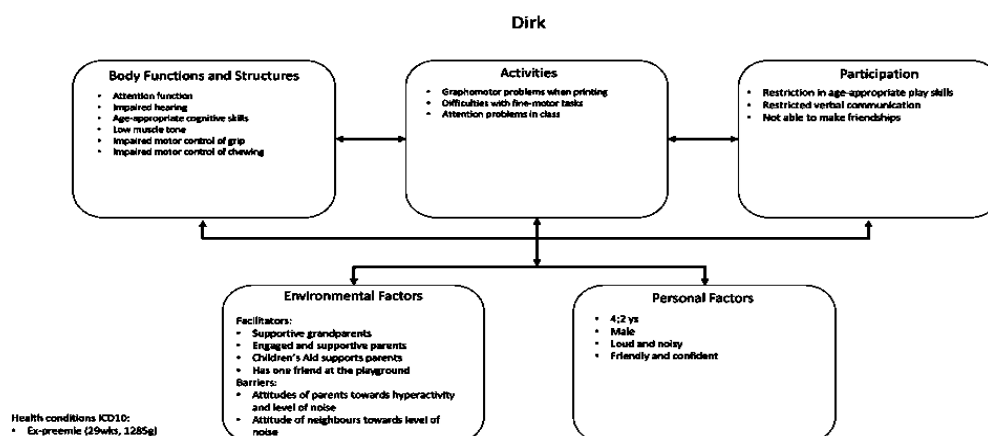 Dirk
Body Functions and Structures
• Attention function
• Impaired hearing
• Age-appropriate cognitive skills
• Low muscle tone
• Impaired motor control of grip
• Impaired motor control of chewing
Activities
• Graphomotor problems when printing
• Difficulties with fine-motor tasks
• Attention problems in class
Participation
• Restriction in age-appropriate play skills
• Restricted verbal communication
• Not able to make friendships
Environmental Factors
Facilitators:
• Supportive grandparents
• Engaged and supportive parents
• Children's Aid supports parents
• Has one friend at the playground
Barriers:
• Attitudes of parents towards hyperactivity
and level of noise
• Attitude of neighbours towards level of
noise
Personal Factors
• 4;2 ys
• Male
• Loud and noisy
• Friendly and confident
Health conditions ICD10:
• Ex-preemie (29wks, 1285g)